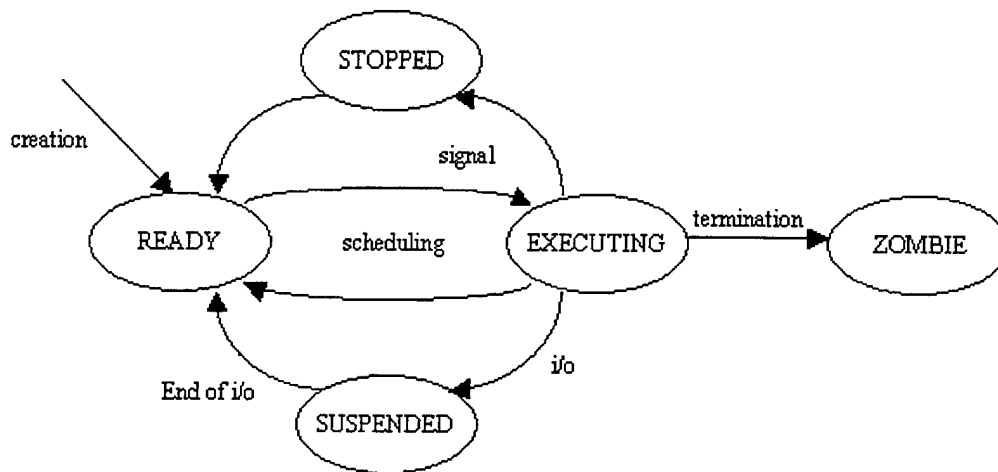 STOPPED
creation
signal
termination
READY
scheduling
EXECUTING
ZOMBIE
End of i/o
i/o
SUSPENDED